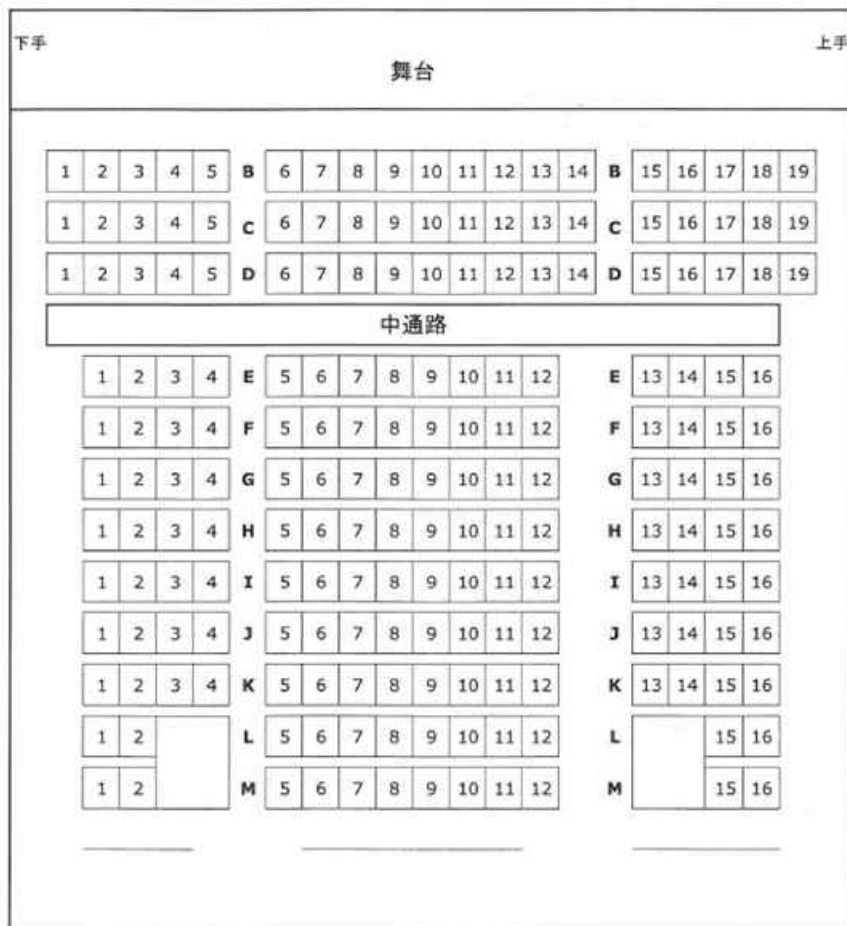 下手 上手
舞台
1 2 3 4 5 B 6 7 8 9 10 11 12 13 14 B 15 16 17 18 19
1 2 3 4 5 C 6 7 8 9 10 11 12 13 14 C 15 16 17 18 19
1 2 3 4 5 D 6 7 8 9 10 11 12 13 14 D 15 16 17 18 19
中通路
1 2 3 4 E 5 6 7 8 9 10 11 12 E 13 14 15 16
1 2 3 4 F 5 6 7 8 9 10 11 12 F 13 14 15 16
1 2 3 4 G 5 6 7 8 9 10 11 12 G 13 14 15 16
1 2 3 4 H 5 6 7 8 9 10 11 12 H 13 14 15 16
1 2 3 4 I 5 6 7 8 9 10 11 12 I 13 14 15 16
1 2 3 4 J 5 6 7 8 9 10 11 12 J 13 14 15 16
1 2 3 4 K 5 6 7 8 9 10 11 12 K 13 14 15 16
1 2 L 5 6 7 8 9 10 11 12 L 15 16
1 2 M 5 6 7 8 9 10 11 12 M 15 16